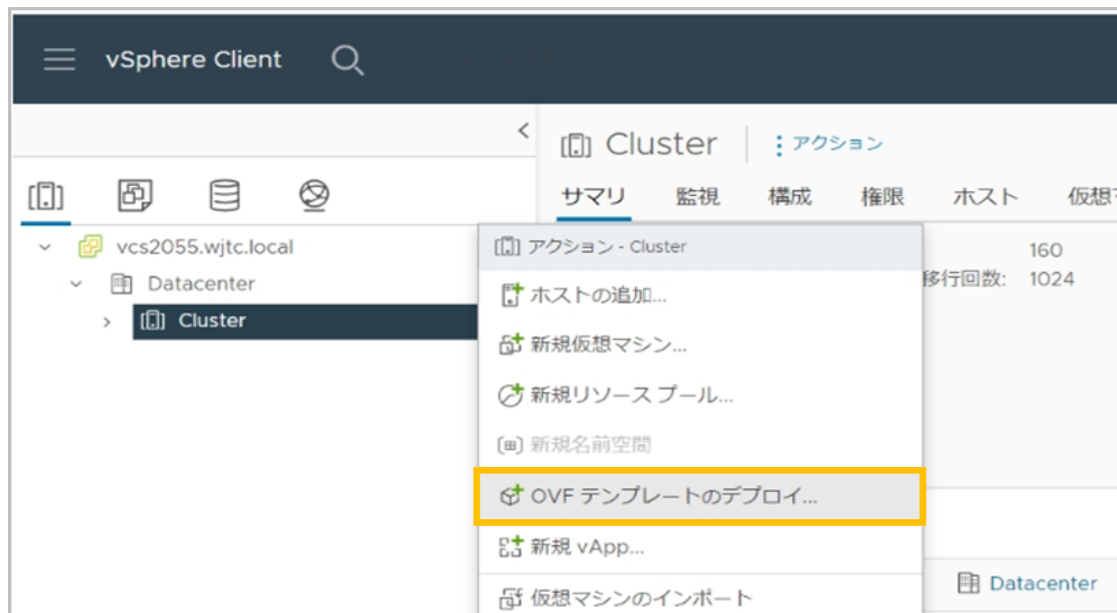 vSphere Client
Cluster
アクション
サマリ 監視 構成 権限 ホスト 仮想
vcs2055.wjtc.local
Datacenter
Cluster
アクション - Cluster
ホストの追加...
新規仮想マシン...
新規リソース プール...
新規名前空間
OVF テンプレートのデプロイ...
新規 vApp...
仮想マシンのインポート
160
移行回数: 1024
Datacenter